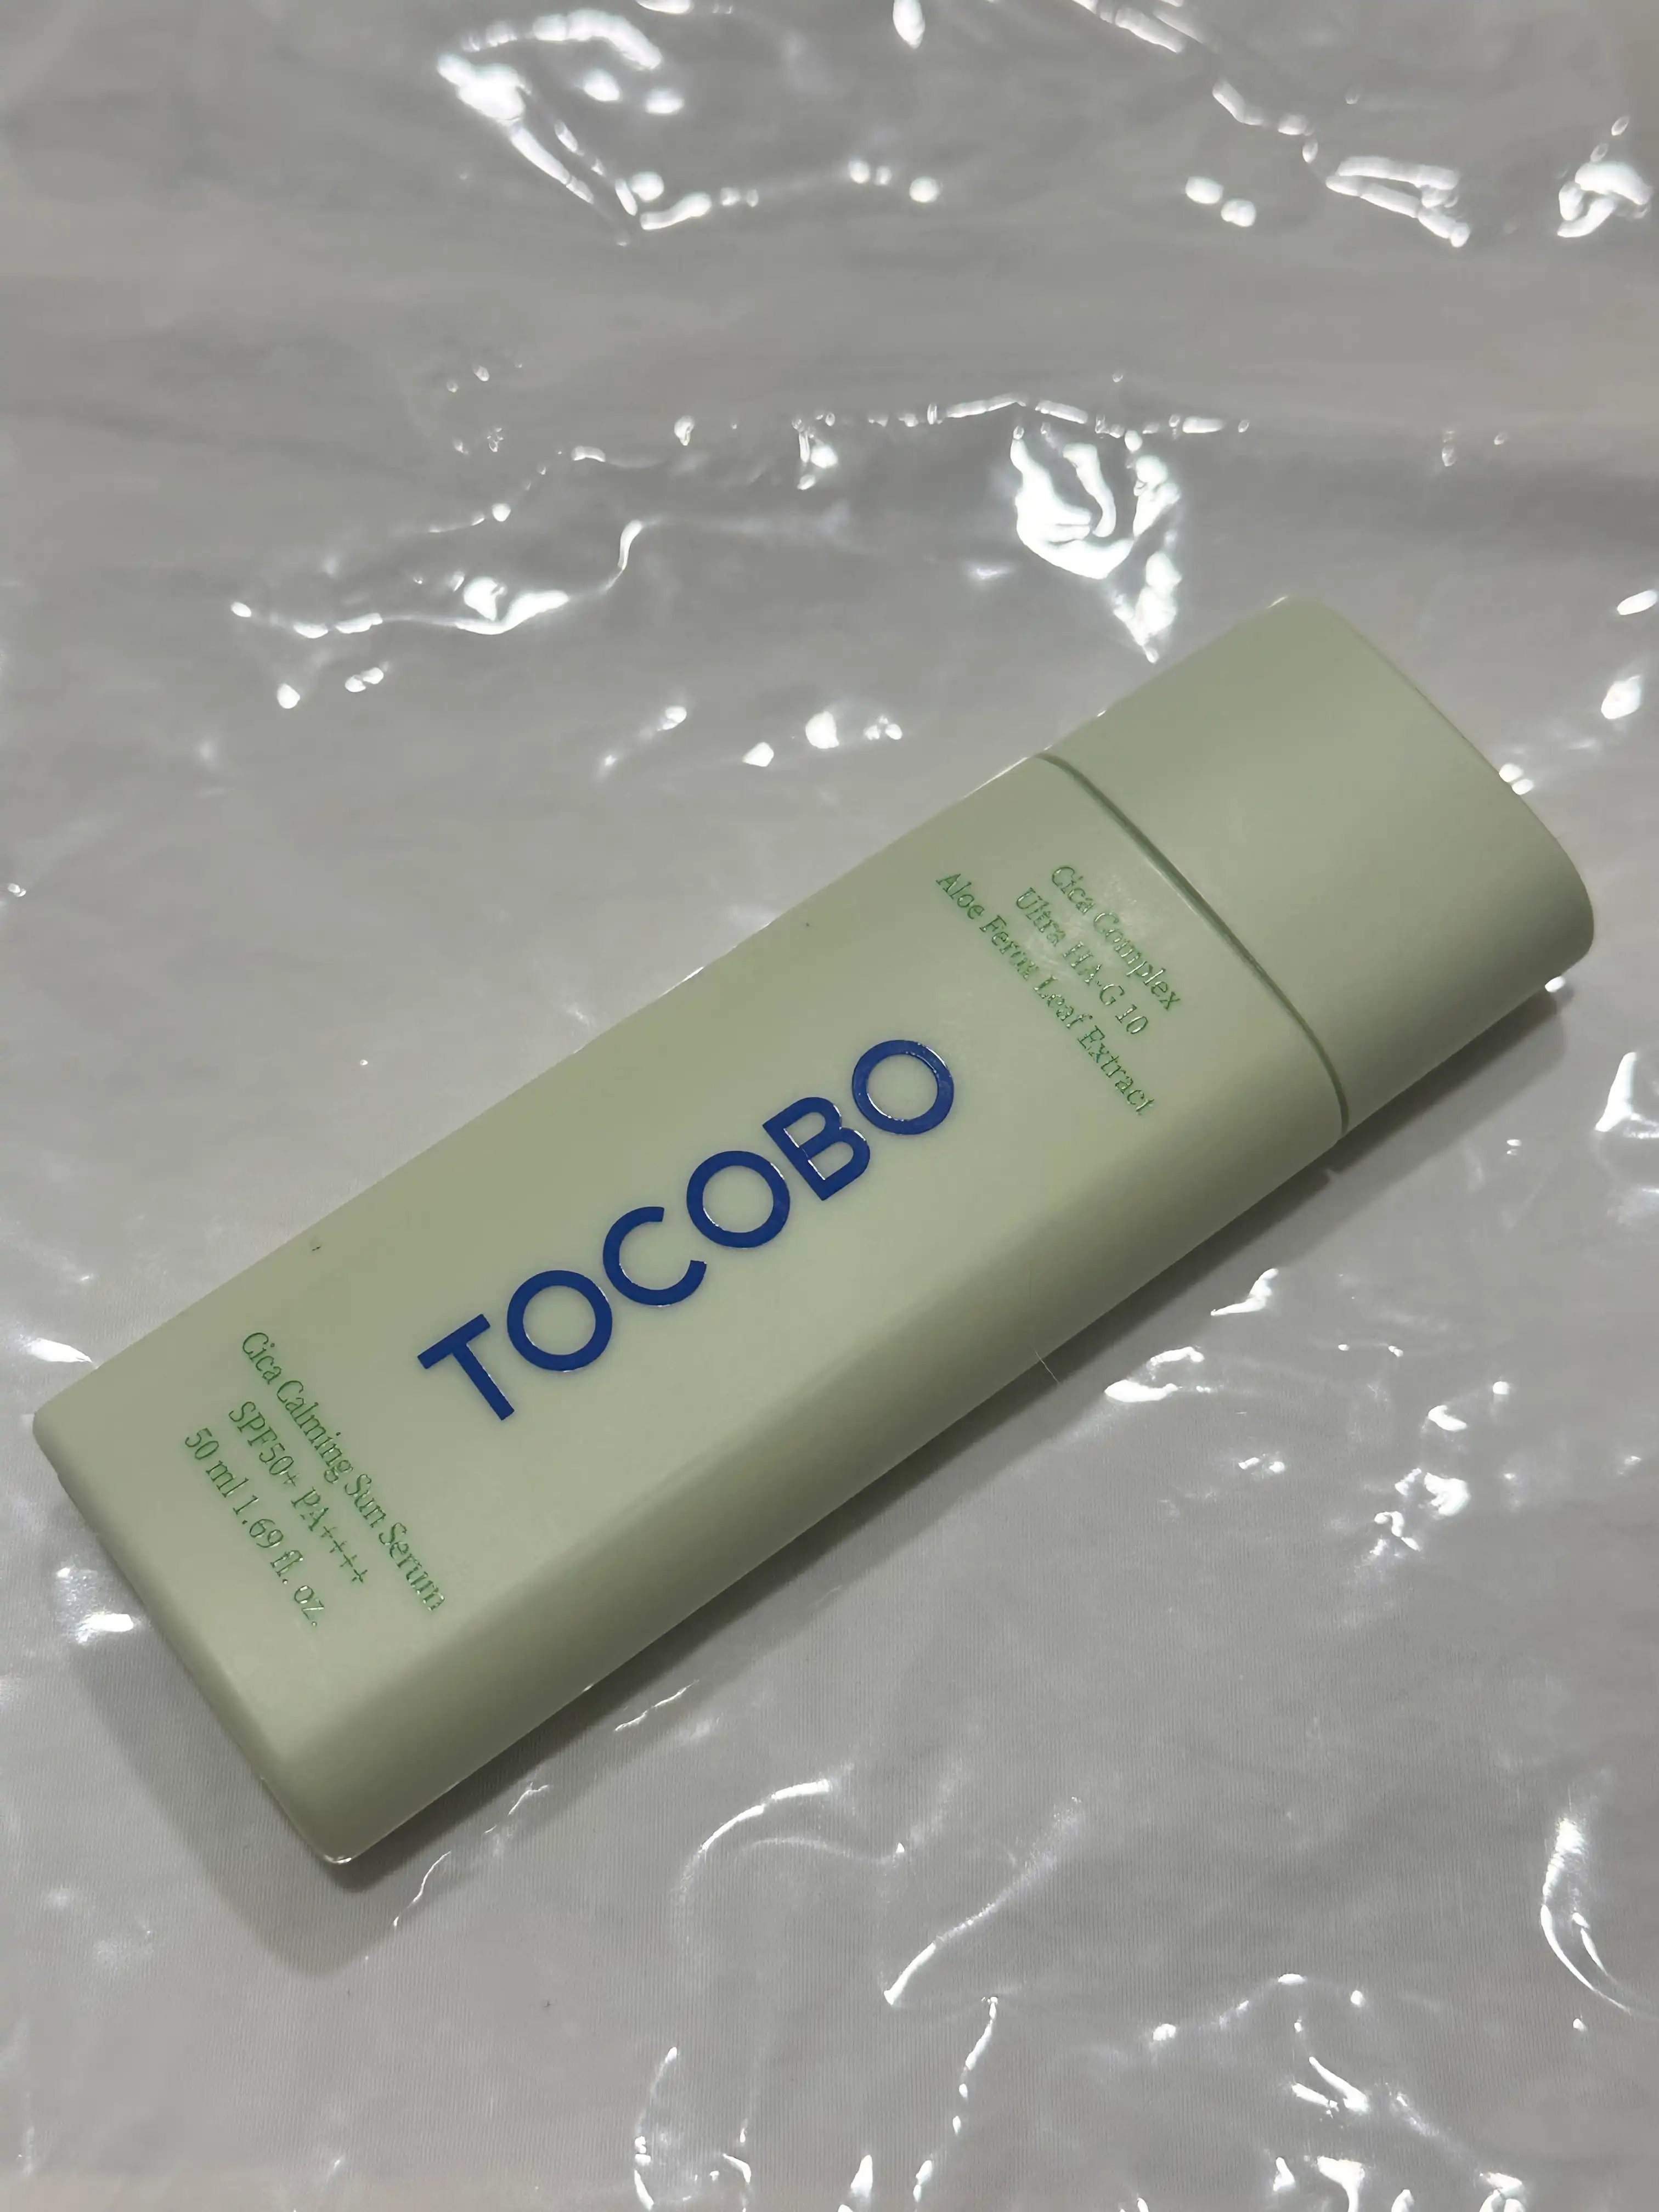 Cica Complex
Ultra HA-G 10
Aloe Ferox Leaf Extract
TOCOBO
Cica Calming Sun Serum
SPF50+ PA++++
50 ml 1.69 fl. oz.